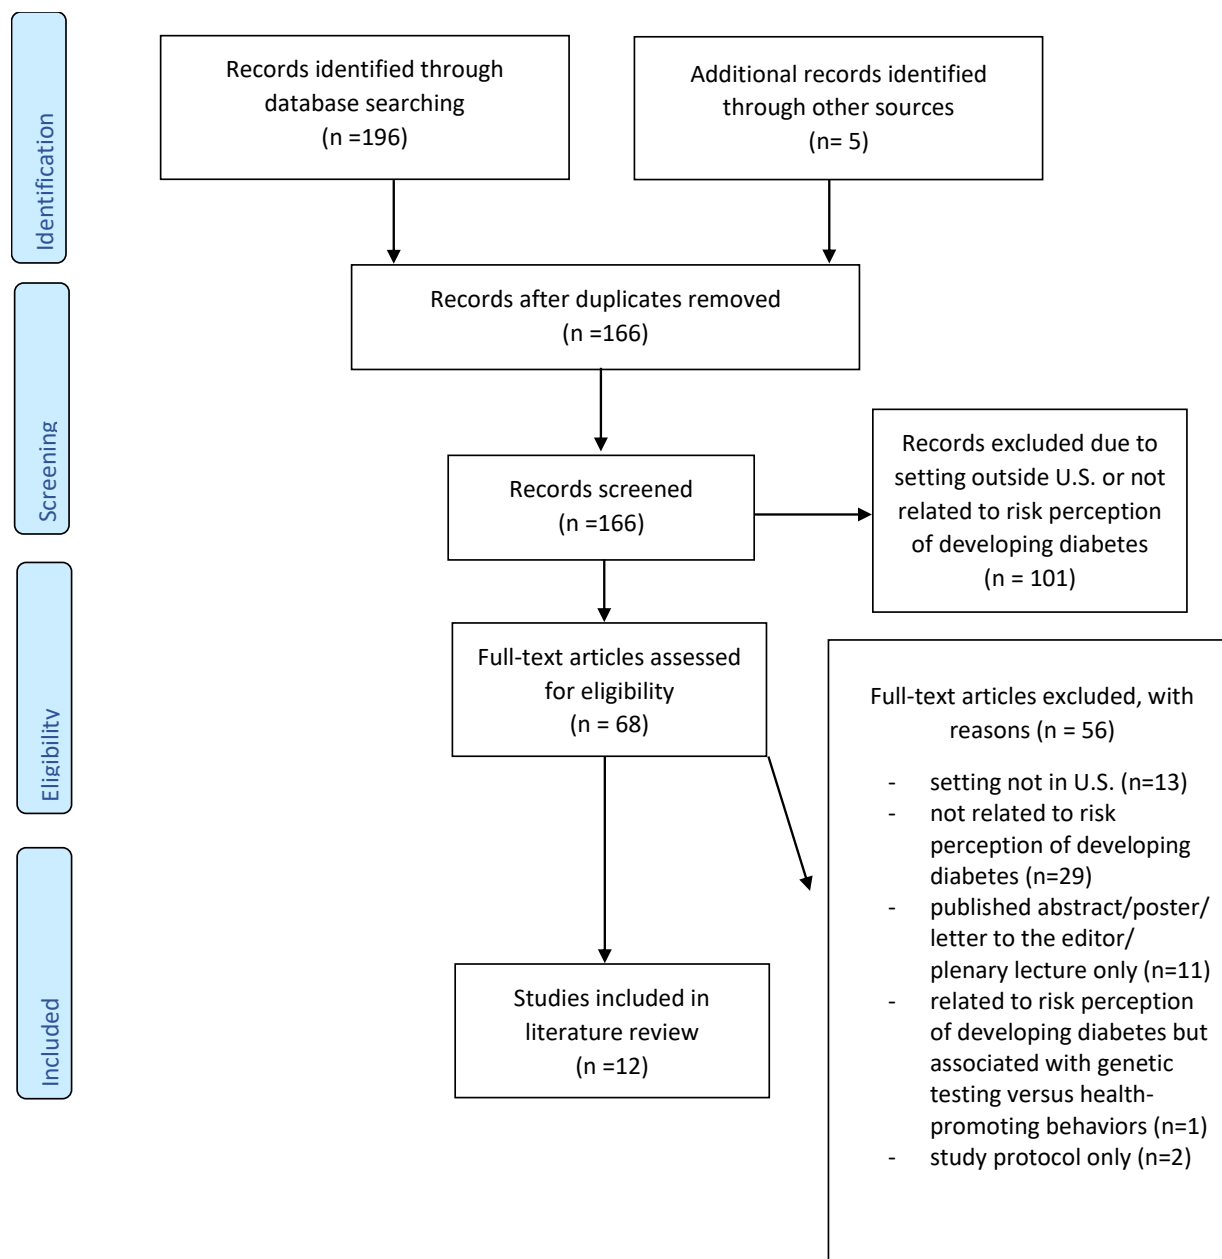 Identification
Records identified through
database searching
(n =196)
Additional records identified
through other sources
(n= 5)
Records after duplicates removed
(n =166)
Screening
Records screened
(n =166)
Records excluded due to
setting outside U.S. or not
related to risk perception
of developing diabetes
(n = 101)
Eligibility
Full-text articles assessed
for eligibility
(n = 68)
Full-text articles excluded, with
reasons (n = 56)
- setting not in U.S. (n=13)
- not related to risk
perception of developing
diabetes (n=29)
- published abstract/poster/
letter to the editor/
plenary lecture only (n=11)
- related to risk perception
of developing diabetes but
associated with genetic
testing versus health-
promoting behaviors (n=1)
- study protocol only (n=2)
Included
Studies included in
literature review
(n =12)